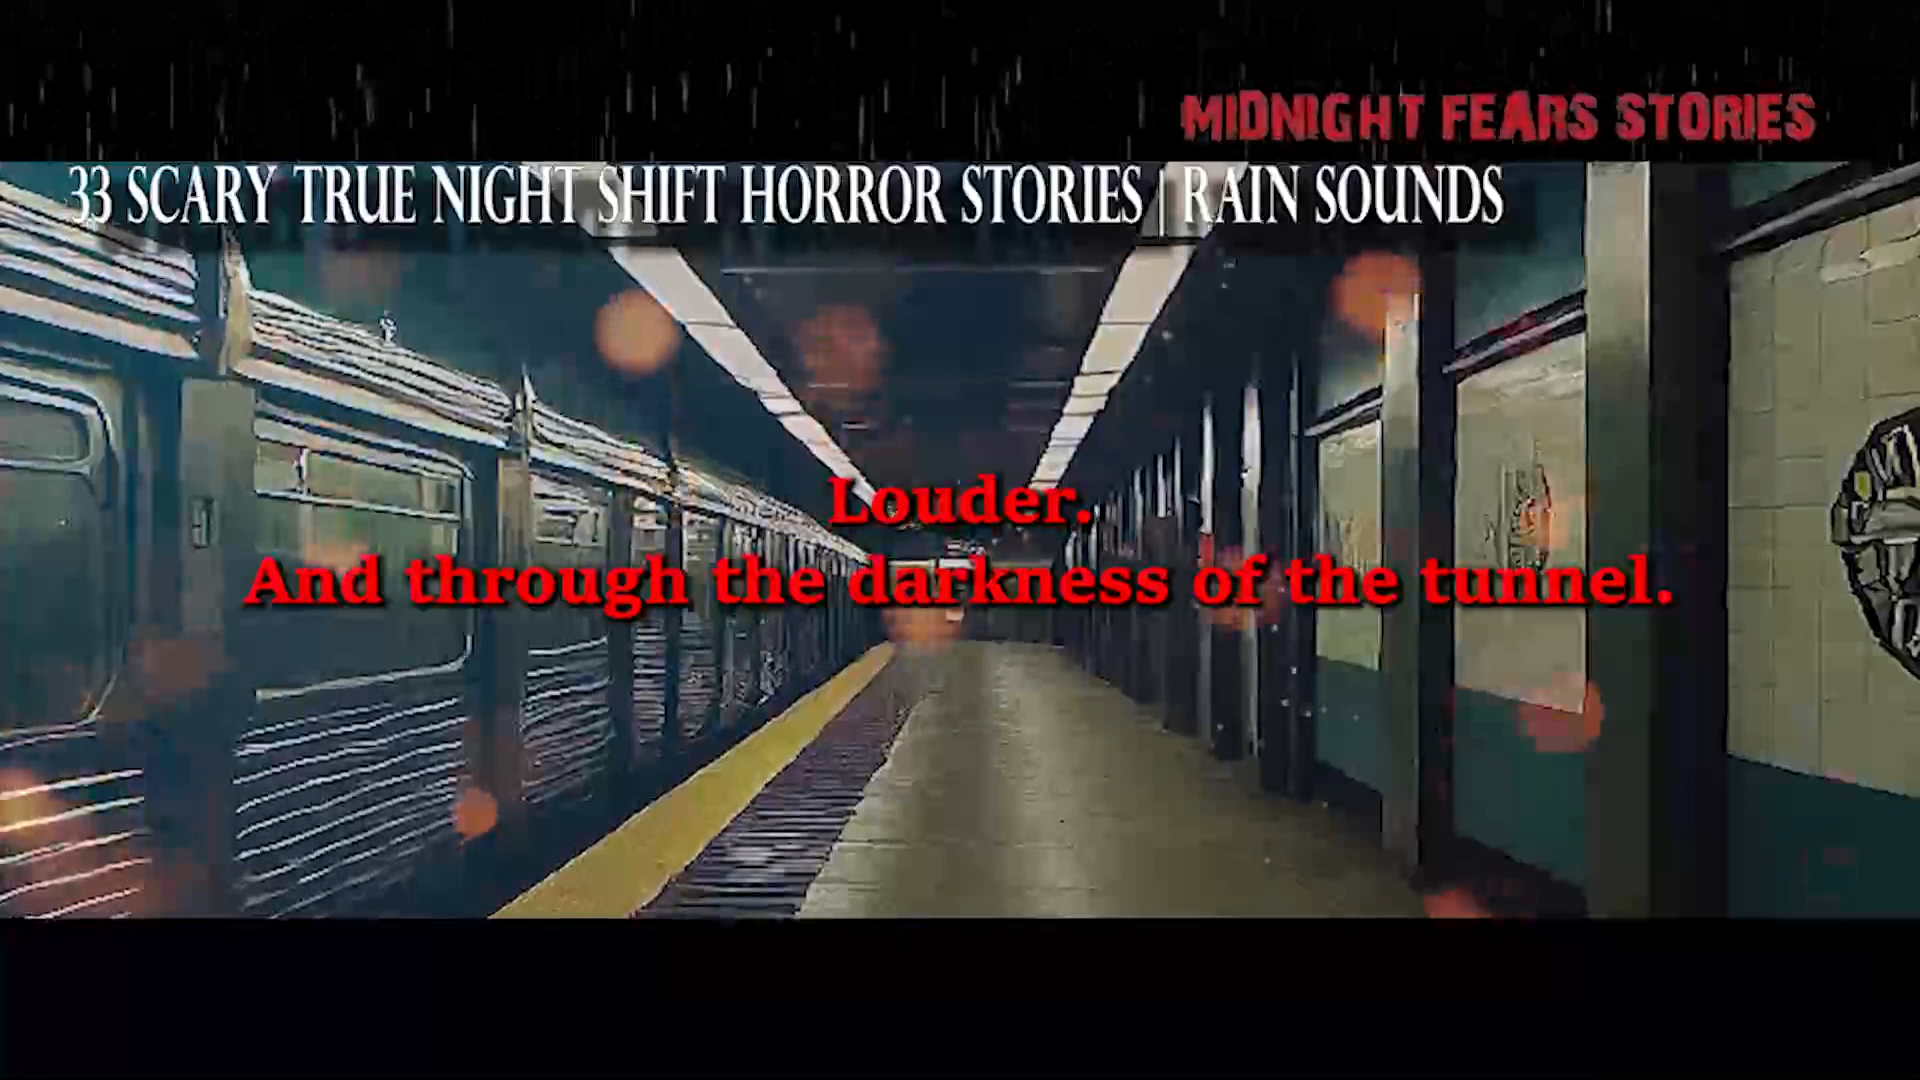 MIDNIGHT FEARS STORIES
33 SCARY TRUE NIGHT SHIFT HORROR STORIES | RAIN SOUNDS
Louder.
And through the darkness of the tunnel.